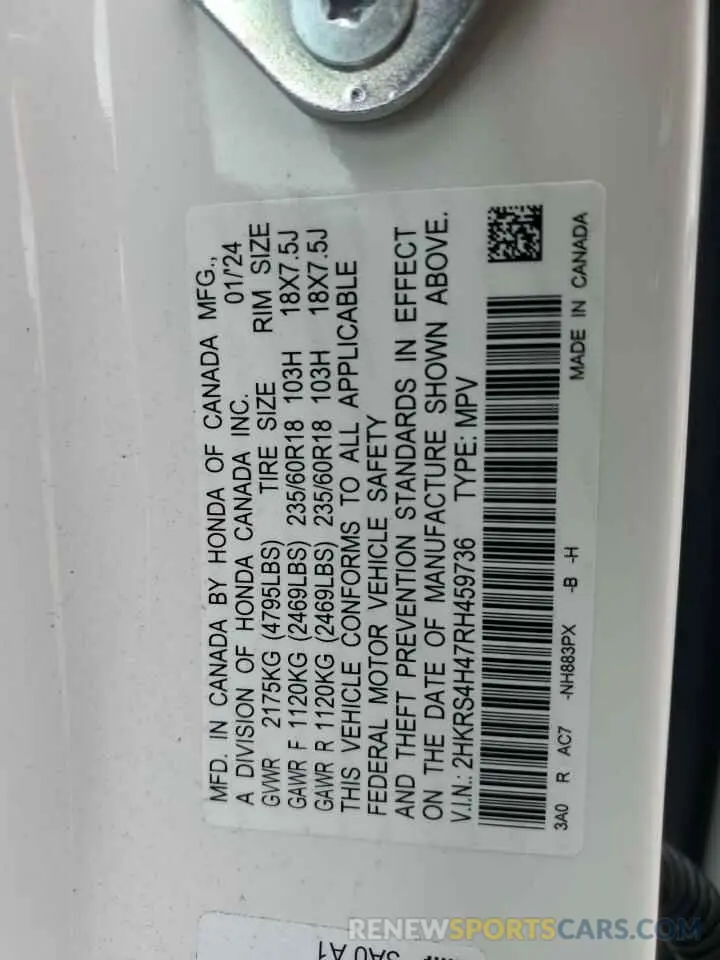 MFD. IN CANADA BY HONDA OF CANADA MFG.,
A DIVISION OF HONDA CANADA INC. 01/'24
GVWR 2175KG (4795LBS) TIRE SIZE RIM SIZE
GAWR F 1120KG (2469LBS) 235/60R18 103H 18X7.5J
GAWR R 1120KG (2469LBS) 235/60R18 103H 18X7.5J
THIS VEHICLE CONFORMS TO ALL APPLICABLE
FEDERAL MOTOR VEHICLE SAFETY
AND THEFT PREVENTION STANDARDS IN EFFECT
ON THE DATE OF MANUFACTURE SHOWN ABOVE.
V.I.N.: 2HKRS4H47RH459736 TYPE: MPV
3A0 R AC7 -NH883PX -B -H MADE IN CANADA
3A0 A1
RENEWSPORTSCARS.COM